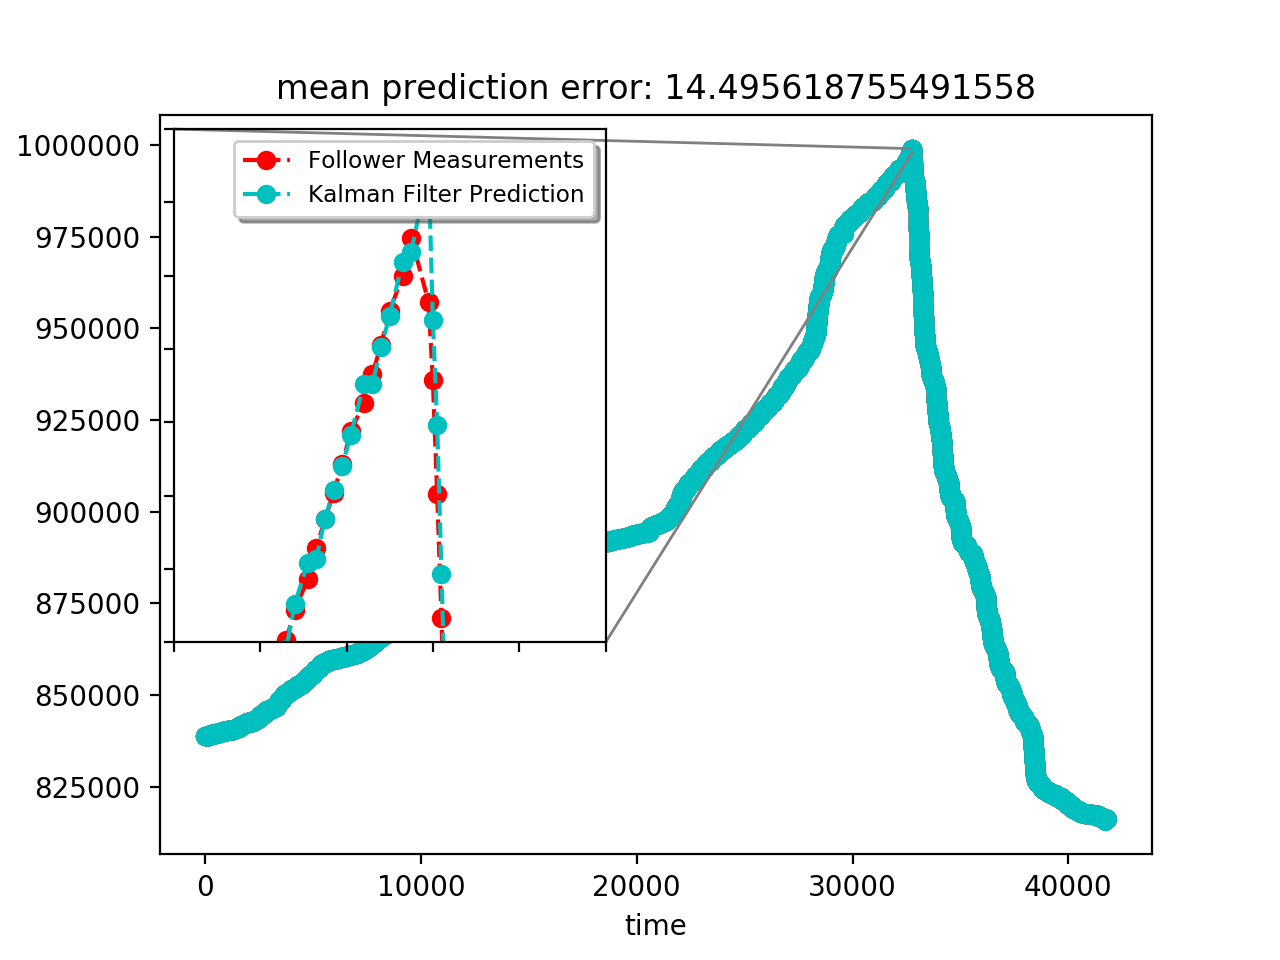 mean prediction error: 14.495618755491558
1000000
975000
950000
925000
900000
875000
850000
825000
Follower Measurements
Kalman Filter Prediction
0 10000 20000 30000 40000
time